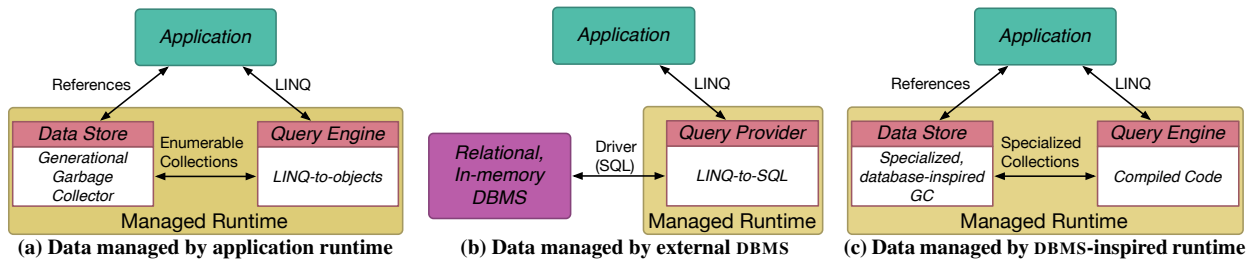 Application
References
LINQ
Data Store
Generational
Garbage
Collector
Enumerable
Collections
Query Engine
LINQ-to-objects
Managed Runtime
(a) Data managed by application runtime
Application
LINQ
Relational,
In-memory
DBMS
Driver
(SQL)
Query Provider
LINQ-to-SQL
Managed Runtime
(b) Data managed by external DBMS
Application
References
LINQ
Data Store
Specialized,
database-inspired
GC
Specialized
Collections
Query Engine
Compiled Code
Managed Runtime
(c) Data managed by DBMS-inspired runtime